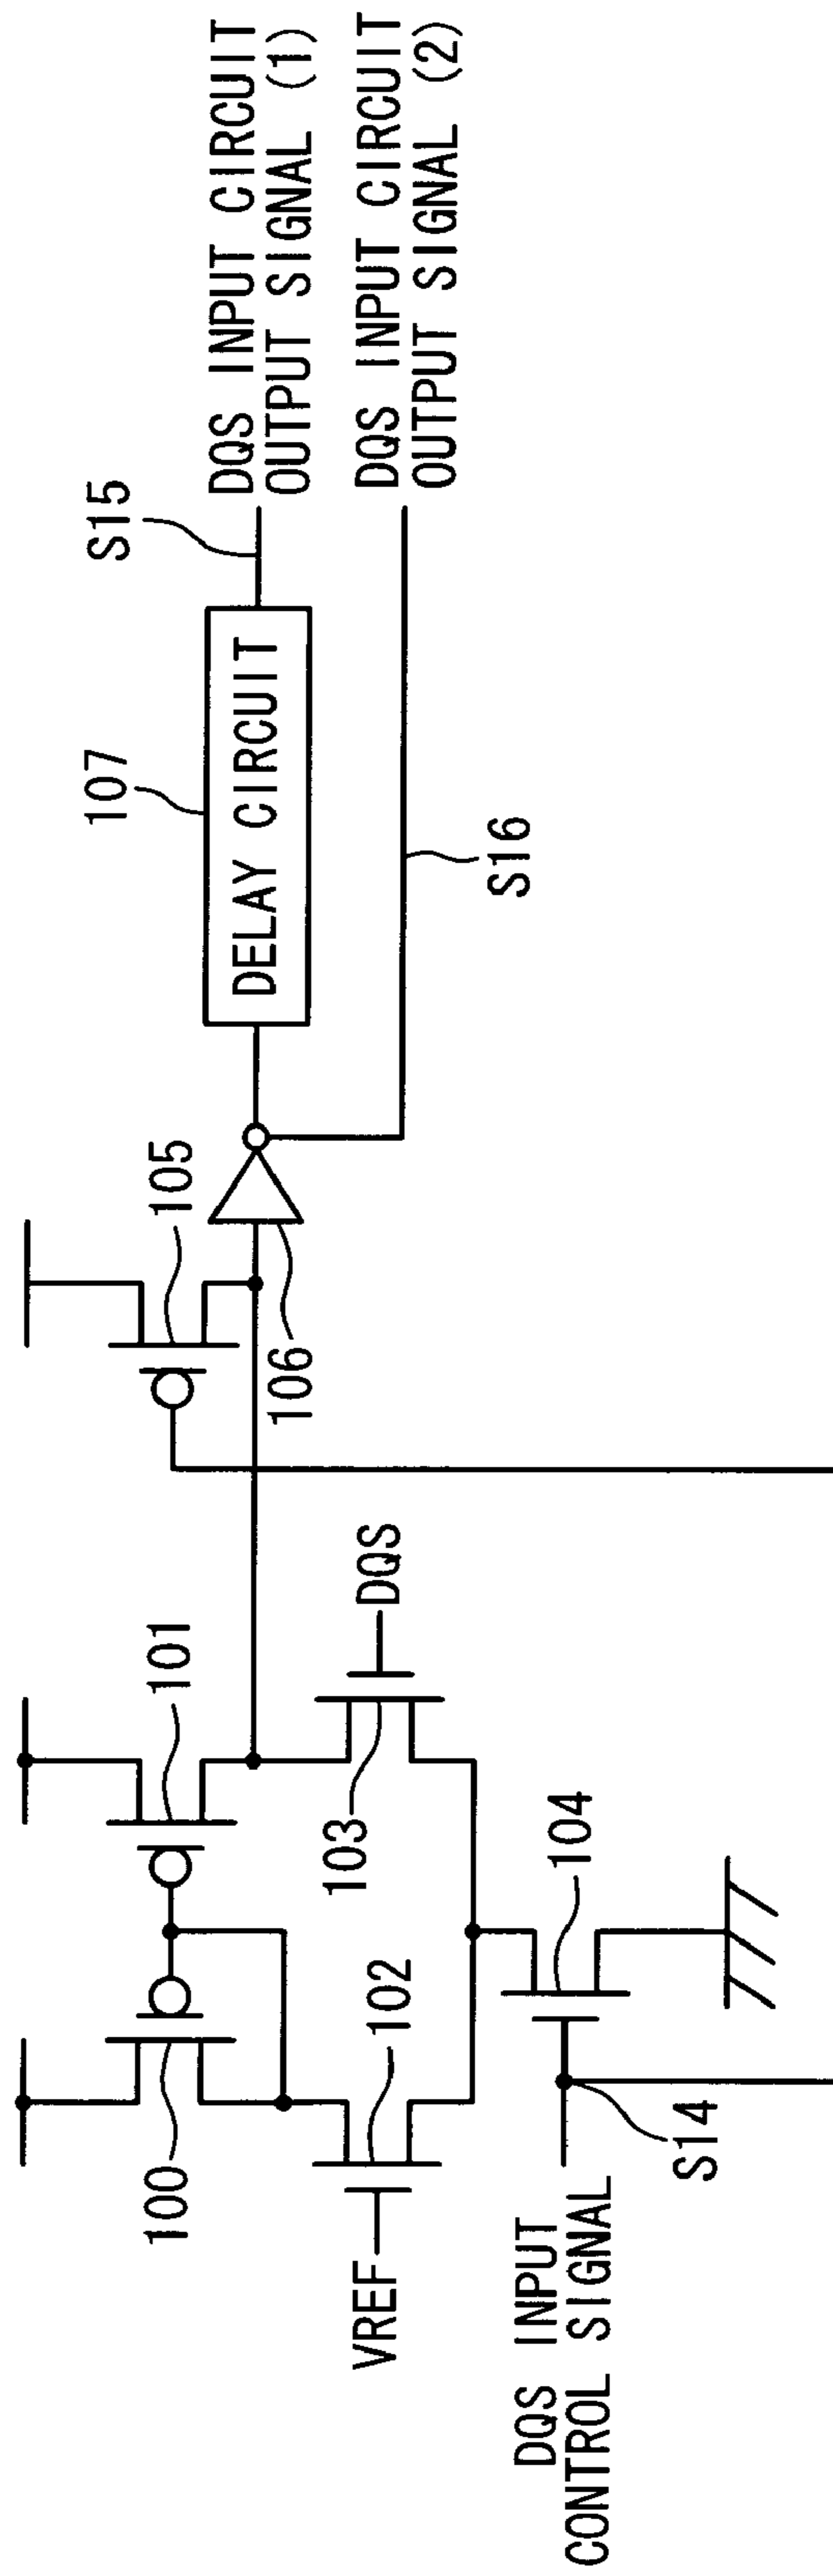 100
101
105
107
S15
DQS INPUT CIRCUIT
OUTPUT SIGNAL (1)
DQS INPUT CIRCUIT
OUTPUT SIGNAL (2)
DELAY CIRCUIT
106
S16
VREF
102
103
DQS
104
DQS INPUT
CONTROL SIGNAL
S14